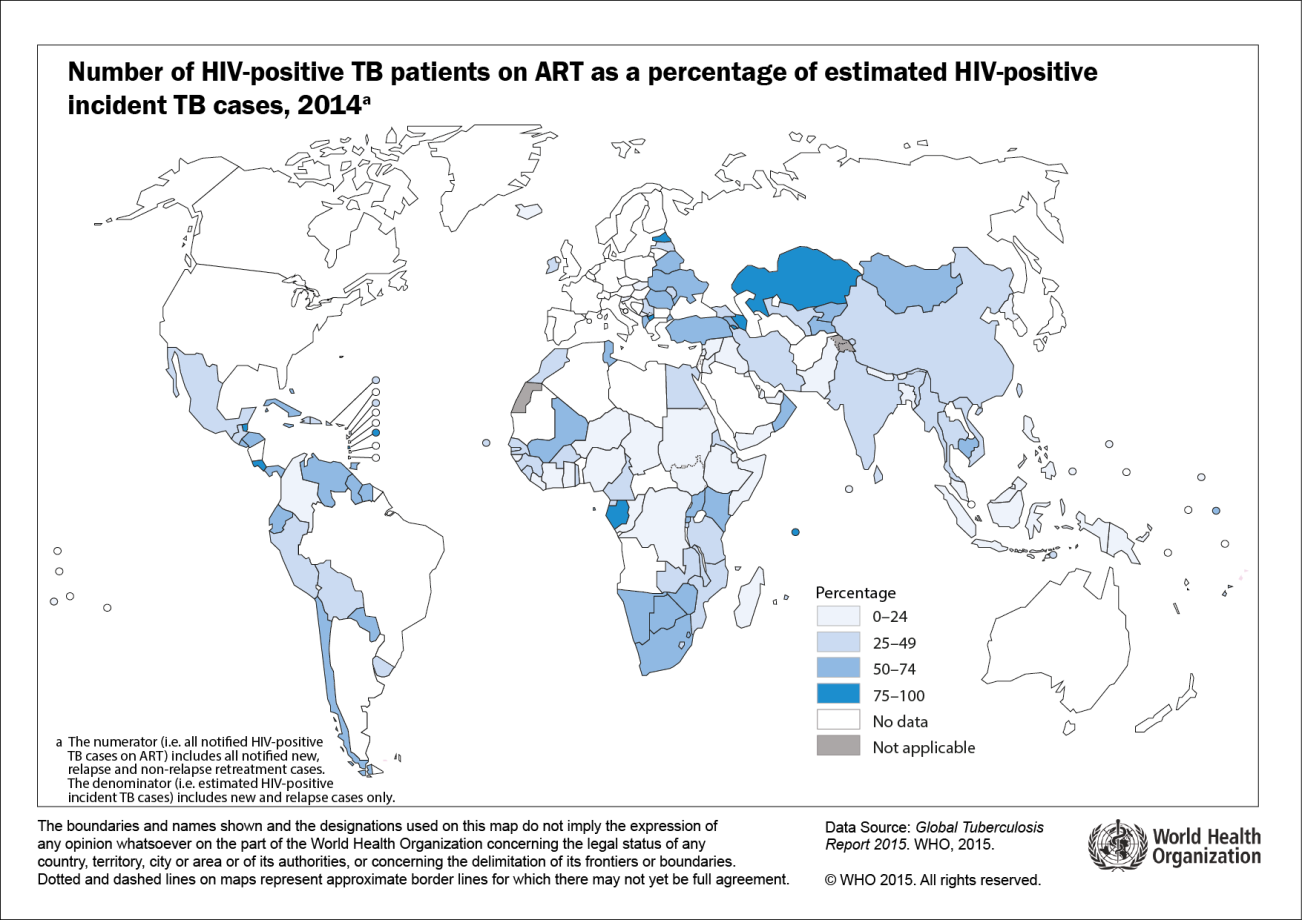 Number of HIV-positive TB patients on ART as a percentage of estimated HIV-positive
incident TB cases, 2014a
Percentage
0–24
25–49
50–74
75–100
No data
Not applicable
a The numerator (i.e. all notified HIV-positive
TB cases on ART) includes all notified new,
relapse and non-relapse retreatment cases.
The denominator (i.e. estimated HIV-positive
incident TB cases) includes new and relapse cases only.
The boundaries and names shown and the designations used on this map do not imply the expression of
any opinion whatsoever on the part of the World Health Organization concerning the legal status of any
country, territory, city or area or of its authorities, or concerning the delimitation of its frontiers or boundaries.
Dotted and dashed lines on maps represent approximate border lines for which there may not yet be full agreement.
Data Source: Global Tuberculosis
Report 2015. WHO, 2015.
© WHO 2015. All rights reserved.
World Health
Organization